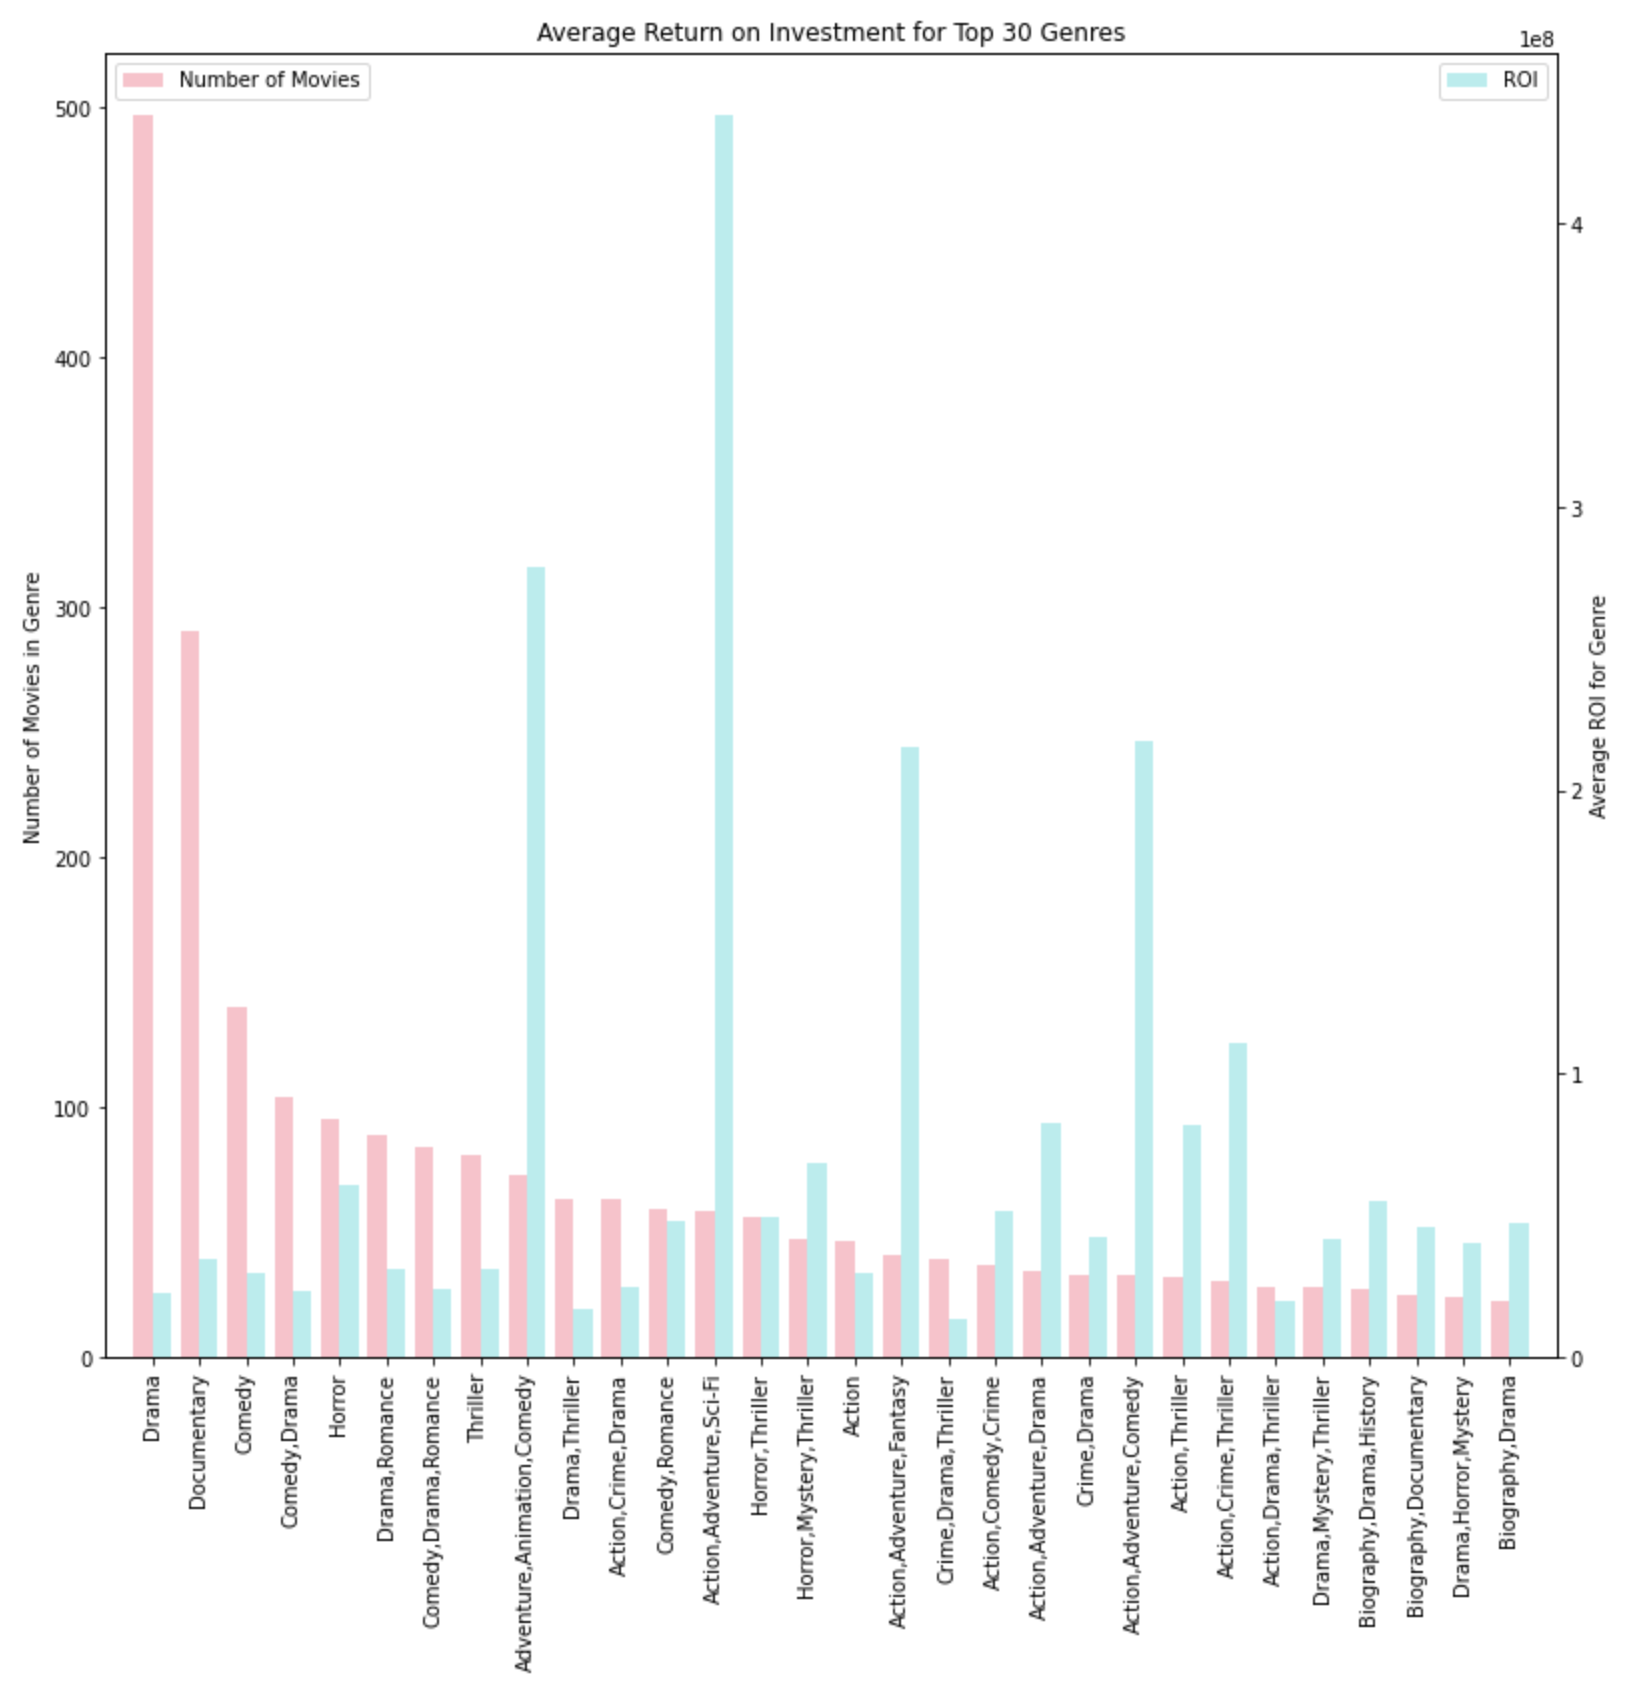 Average Return on Investment for Top 30 Genres
1e8
Number of Movies
ROI
500
400
300
200
100
0
Number of Movies in Genre
4
3
2
1
0
Average ROI for Genre
Drama
Documentary
Comedy
Comedy,Drama
Horror
Drama,Romance
Comedy,Drama,Romance
Thriller
Adventure,Animation,Comedy
Drama,Thriller
Action,Crime,Drama
Comedy,Romance
Action,Adventure,Sci-Fi
Horror,Thriller
Horror,Mystery,Thriller
Action
Action,Adventure,Fantasy
Crime,Drama,Thriller
Action,Comedy,Crime
Action,Adventure,Drama
Crime,Drama
Action,Adventure,Comedy
Action,Thriller
Action,Crime,Thriller
Action,Drama,Thriller
Drama,Mystery,Thriller
Biography,Drama,History
Biography,Documentary
Drama,Horror,Mystery
Biography,Drama